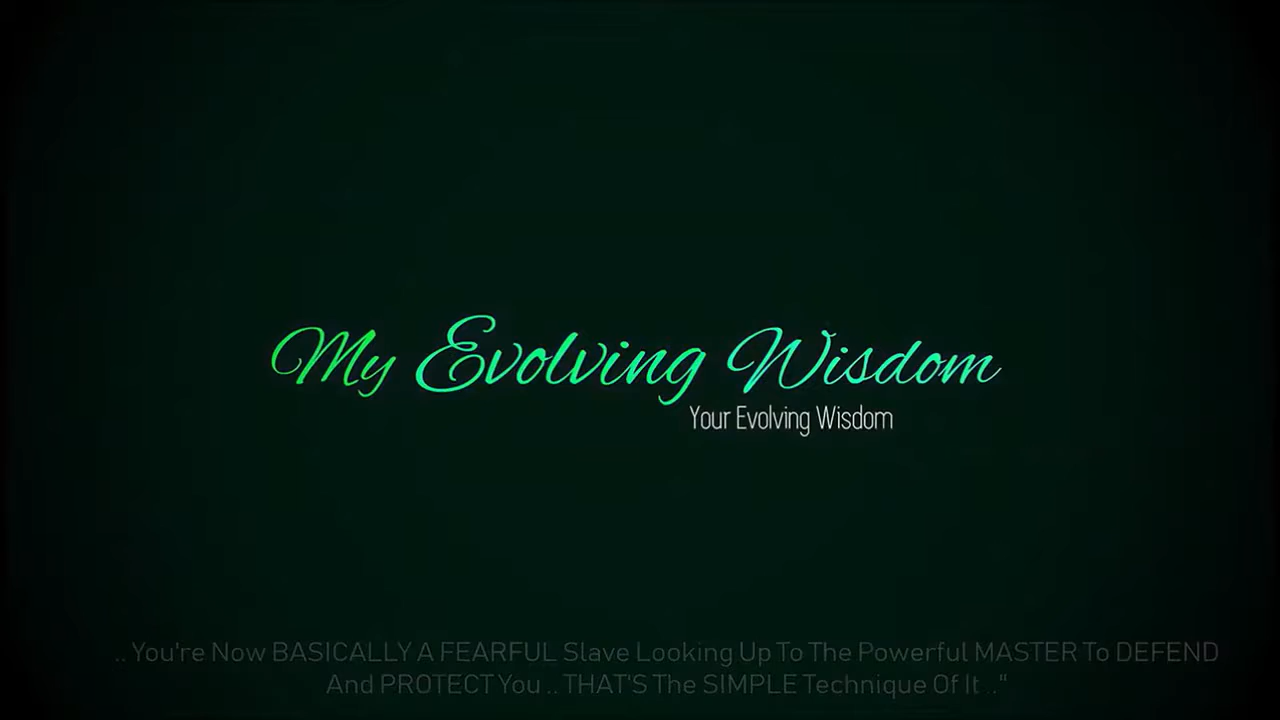 My Evolving Wisdom
Your Evolving Wisdom
.. You're Now BASICALLY A FEARFUL Slave Looking Up To The Powerful MASTER To DEFEND
And PROTECT You .. THAT'S The SIMPLE Technique Of It .."